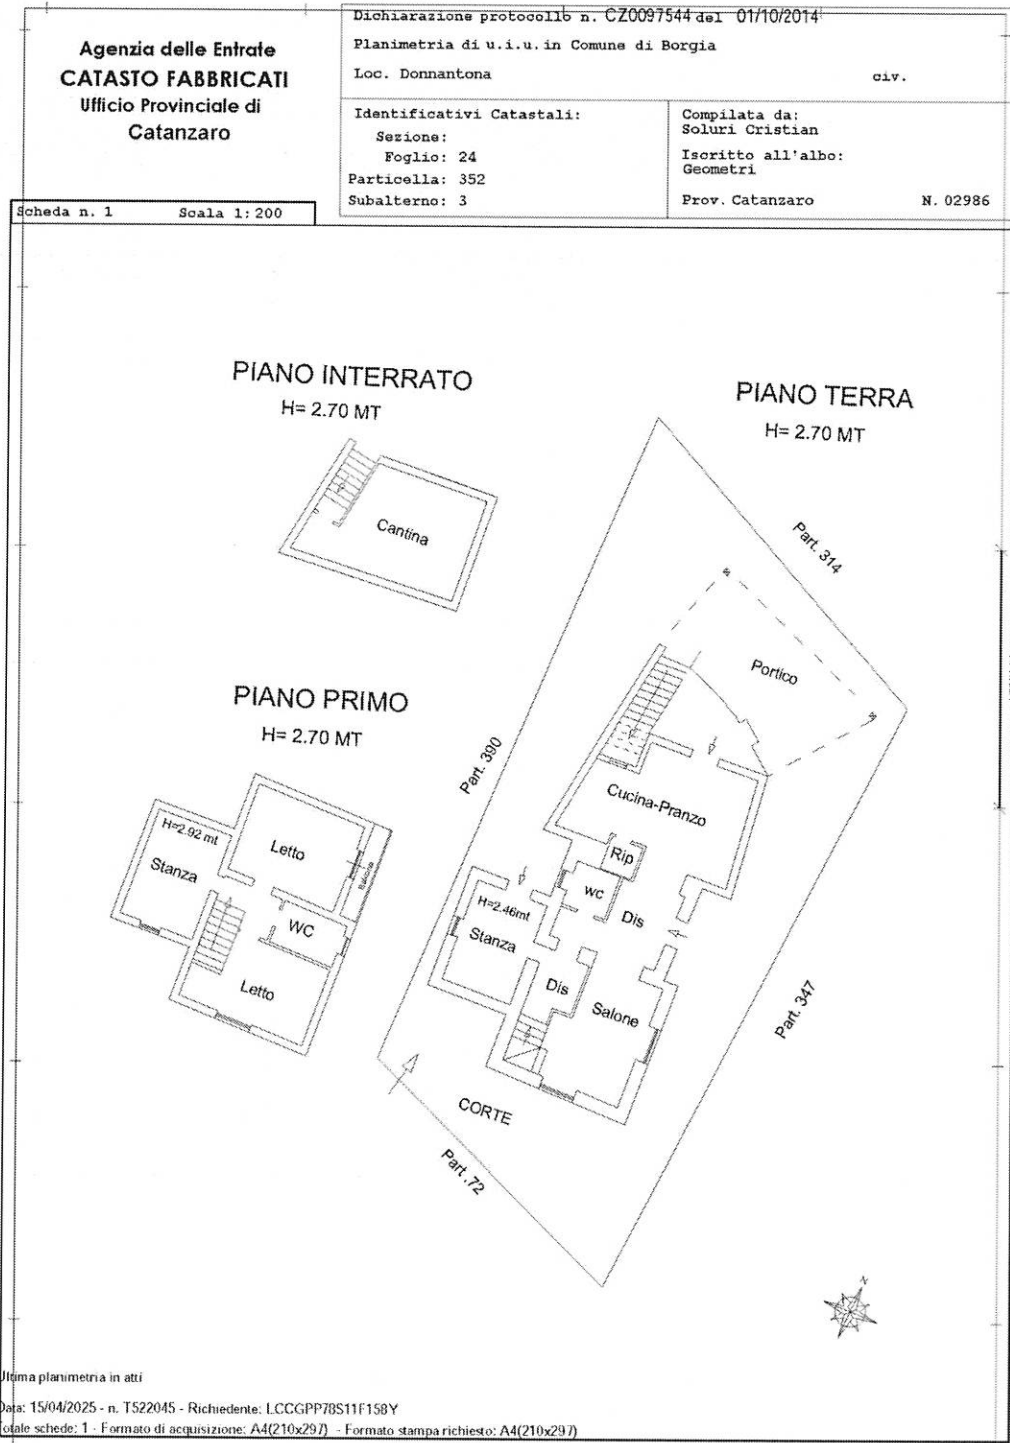 Agenzia delle Entrate
CATASTO FABBRICATI
Ufficio Provinciale di
Catanzaro
Dichiarazione protocollo n. CZ0097544 del 01/10/2014
Planimetria di u.i.u. in Comune di Borgia
Loc. Donnantona civ.
Identificativi Catastali:
Sezione:
Foglio: 24
Particella: 352
Subalterno: 3
Compilata da:
Soluri Cristian
Iscritto all'albo:
Geometri
Prov. Catanzaro N. 02986
Scheda n. 1 Scala 1:200
PIANO INTERRATO
H= 2.70 MT
Cantina
PIANO TERRA
H= 2.70 MT
Part. 314
Portico
Part. 390
Cucina-Pranzo
Rip
wc
Dis
H=2.46mt
Stanza
Dis
Salone
Part. 347
CORTE
Part. 72
PIANO PRIMO
H= 2.70 MT
H=2.92 mt
Stanza
Letto
Balcone
WC
Letto
N
Ultima planimetria in atti
Data: 15/04/2025 - n. T522045 - Richiedente: LCCGPP78S11F158Y
Totale schede: 1 - Formato di acquisizione: A4(210x297) - Formato stampa richiesto: A4(210x297)